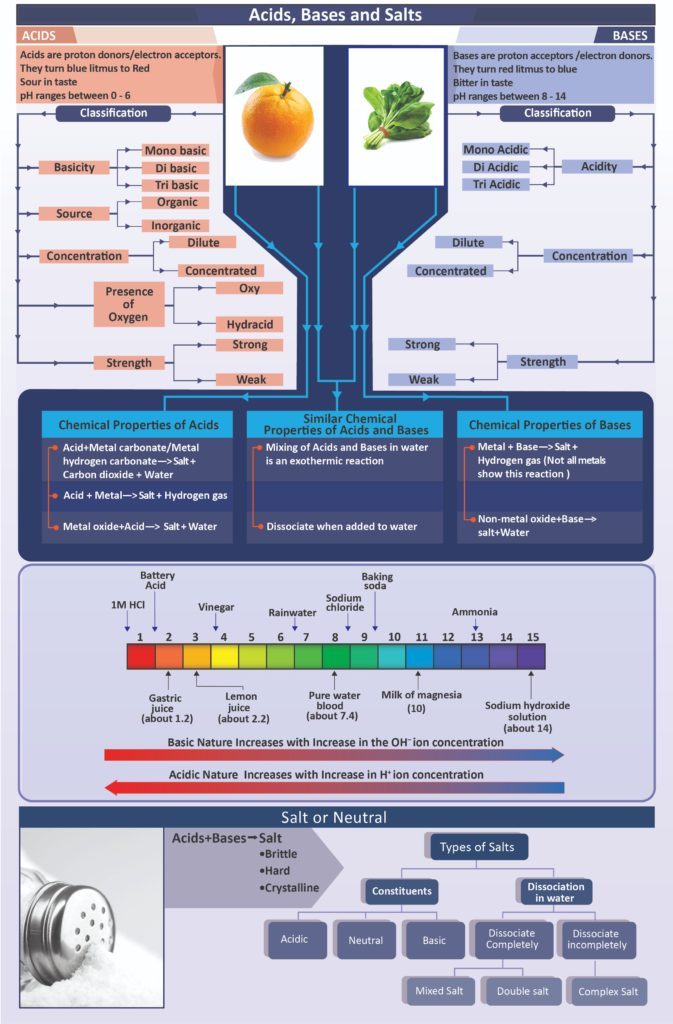 Acids, Bases and Salts
ACIDS
Acids are proton donors/electron acceptors.
They turn blue litmus to Red
Sour in taste
pH ranges between 0 - 6
BASES
Bases are proton acceptors /electron donors.
They turn red litmus to blue
Bitter in taste
pH ranges between 8 - 14
Classification
Basicity
Mono basic
Di basic
Tri basic
Source
Organic
Inorganic
Concentration
Dilute
Concentrated
Presence
of
Oxygen
Oxy
Hydracid
Strength
Strong
Weak
Classification
Mono Acidic
Di Acidic
Tri Acidic
Acidity
Dilute
Concentrated
Concentration
Strong
Weak
Strength
Chemical Properties of Acids
Acid+Metal carbonate/Metal
hydrogen carbonate—>Salt+
Carbon dioxide + Water
Acid + Metal—>Salt + Hydrogen gas
Metal oxide+Acid—> Salt + Water
Similar Chemical
Properties of Acids and Bases
Mixing of Acids and Bases in water
is an exothermic reaction
Dissociate when added to water
Chemical Properties of Bases
Metal + Base—>Salt +
Hydrogen gas (Not all metals
show this reaction )
Non-metal oxide+Base—>
salt+Water
1M HCl
Battery
Acid
Vinegar
Rainwater
Sodium
chloride
Baking
soda
Ammonia
1 2 3 4 5 6 7 8 9 10 11 12 13 14 15
Gastric
juice
(about 1.2)
Lemon
juice
(about 2.2)
Pure water
blood
(about 7.4)
Milk of magnesia
(10)
Sodium hydroxide
solution
(about 14)
Basic Nature Increases with Increase in the OH⁻ ion concentration
Acidic Nature Increases with Increase in H⁺ ion concentration
Salt or Neutral
Acids+Bases→Salt
•Brittle
•Hard
•Crystalline
Types of Salts
Constituents
Dissociation
in water
Acidic
Neutral
Basic
Dissociate
Completely
Dissociate
incompletely
Mixed Salt
Double salt
Complex Salt